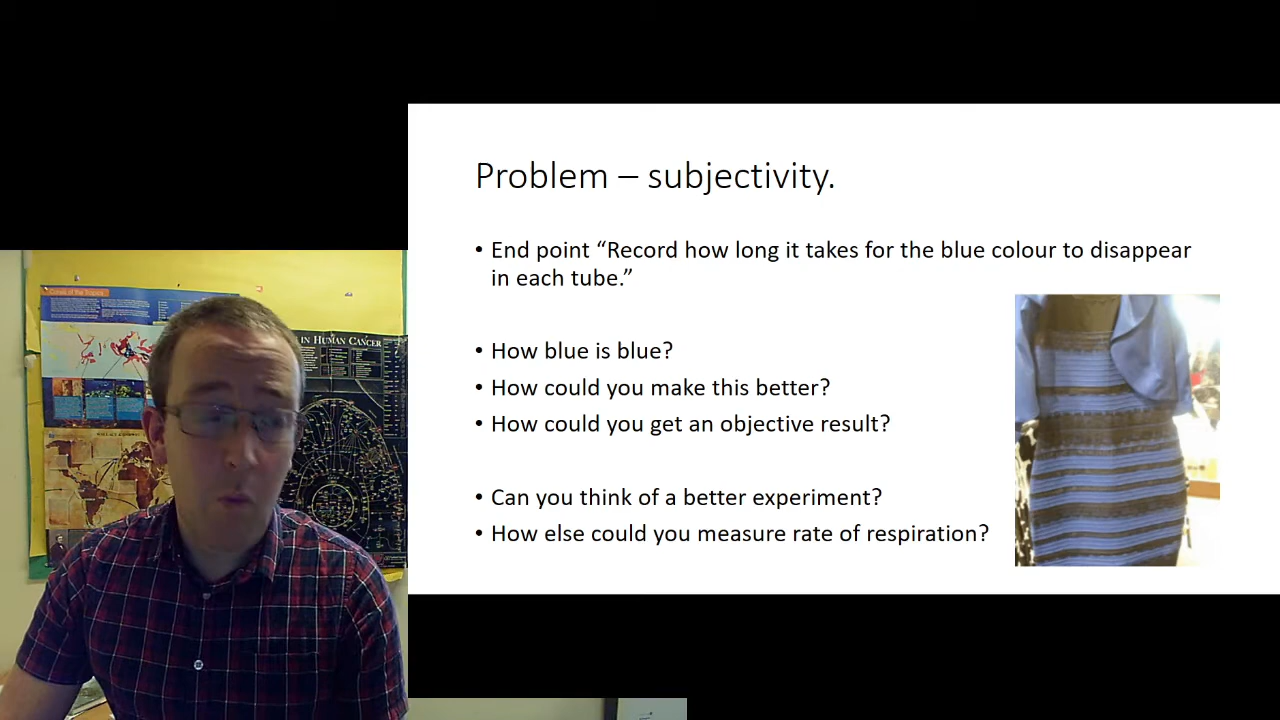 Problem – subjectivity.
• End point “Record how long it takes for the blue colour to disappear
in each tube.”
• How blue is blue?
• How could you make this better?
• How could you get an objective result?
• Can you think of a better experiment?
• How else could you measure rate of respiration?
IN HUMAN CANCER